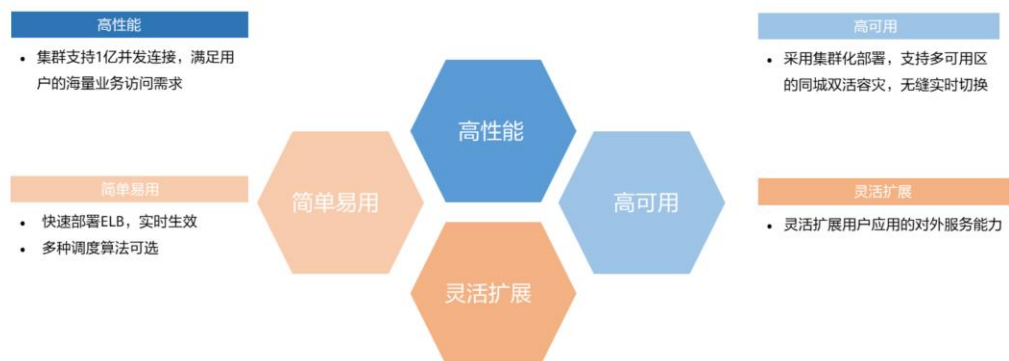 高性能
• 集群支持1亿并发连接，满足用
户的海量业务访问需求
高可用
• 采用集群化部署，支持多可用区
的同城双活容灾，无缝实时切换
高性能
简单易用
高可用
灵活扩展
简单易用
• 快速部署ELB，实时生效
• 多种调度算法可选
灵活扩展
• 灵活扩展用户应用的对外服务能力